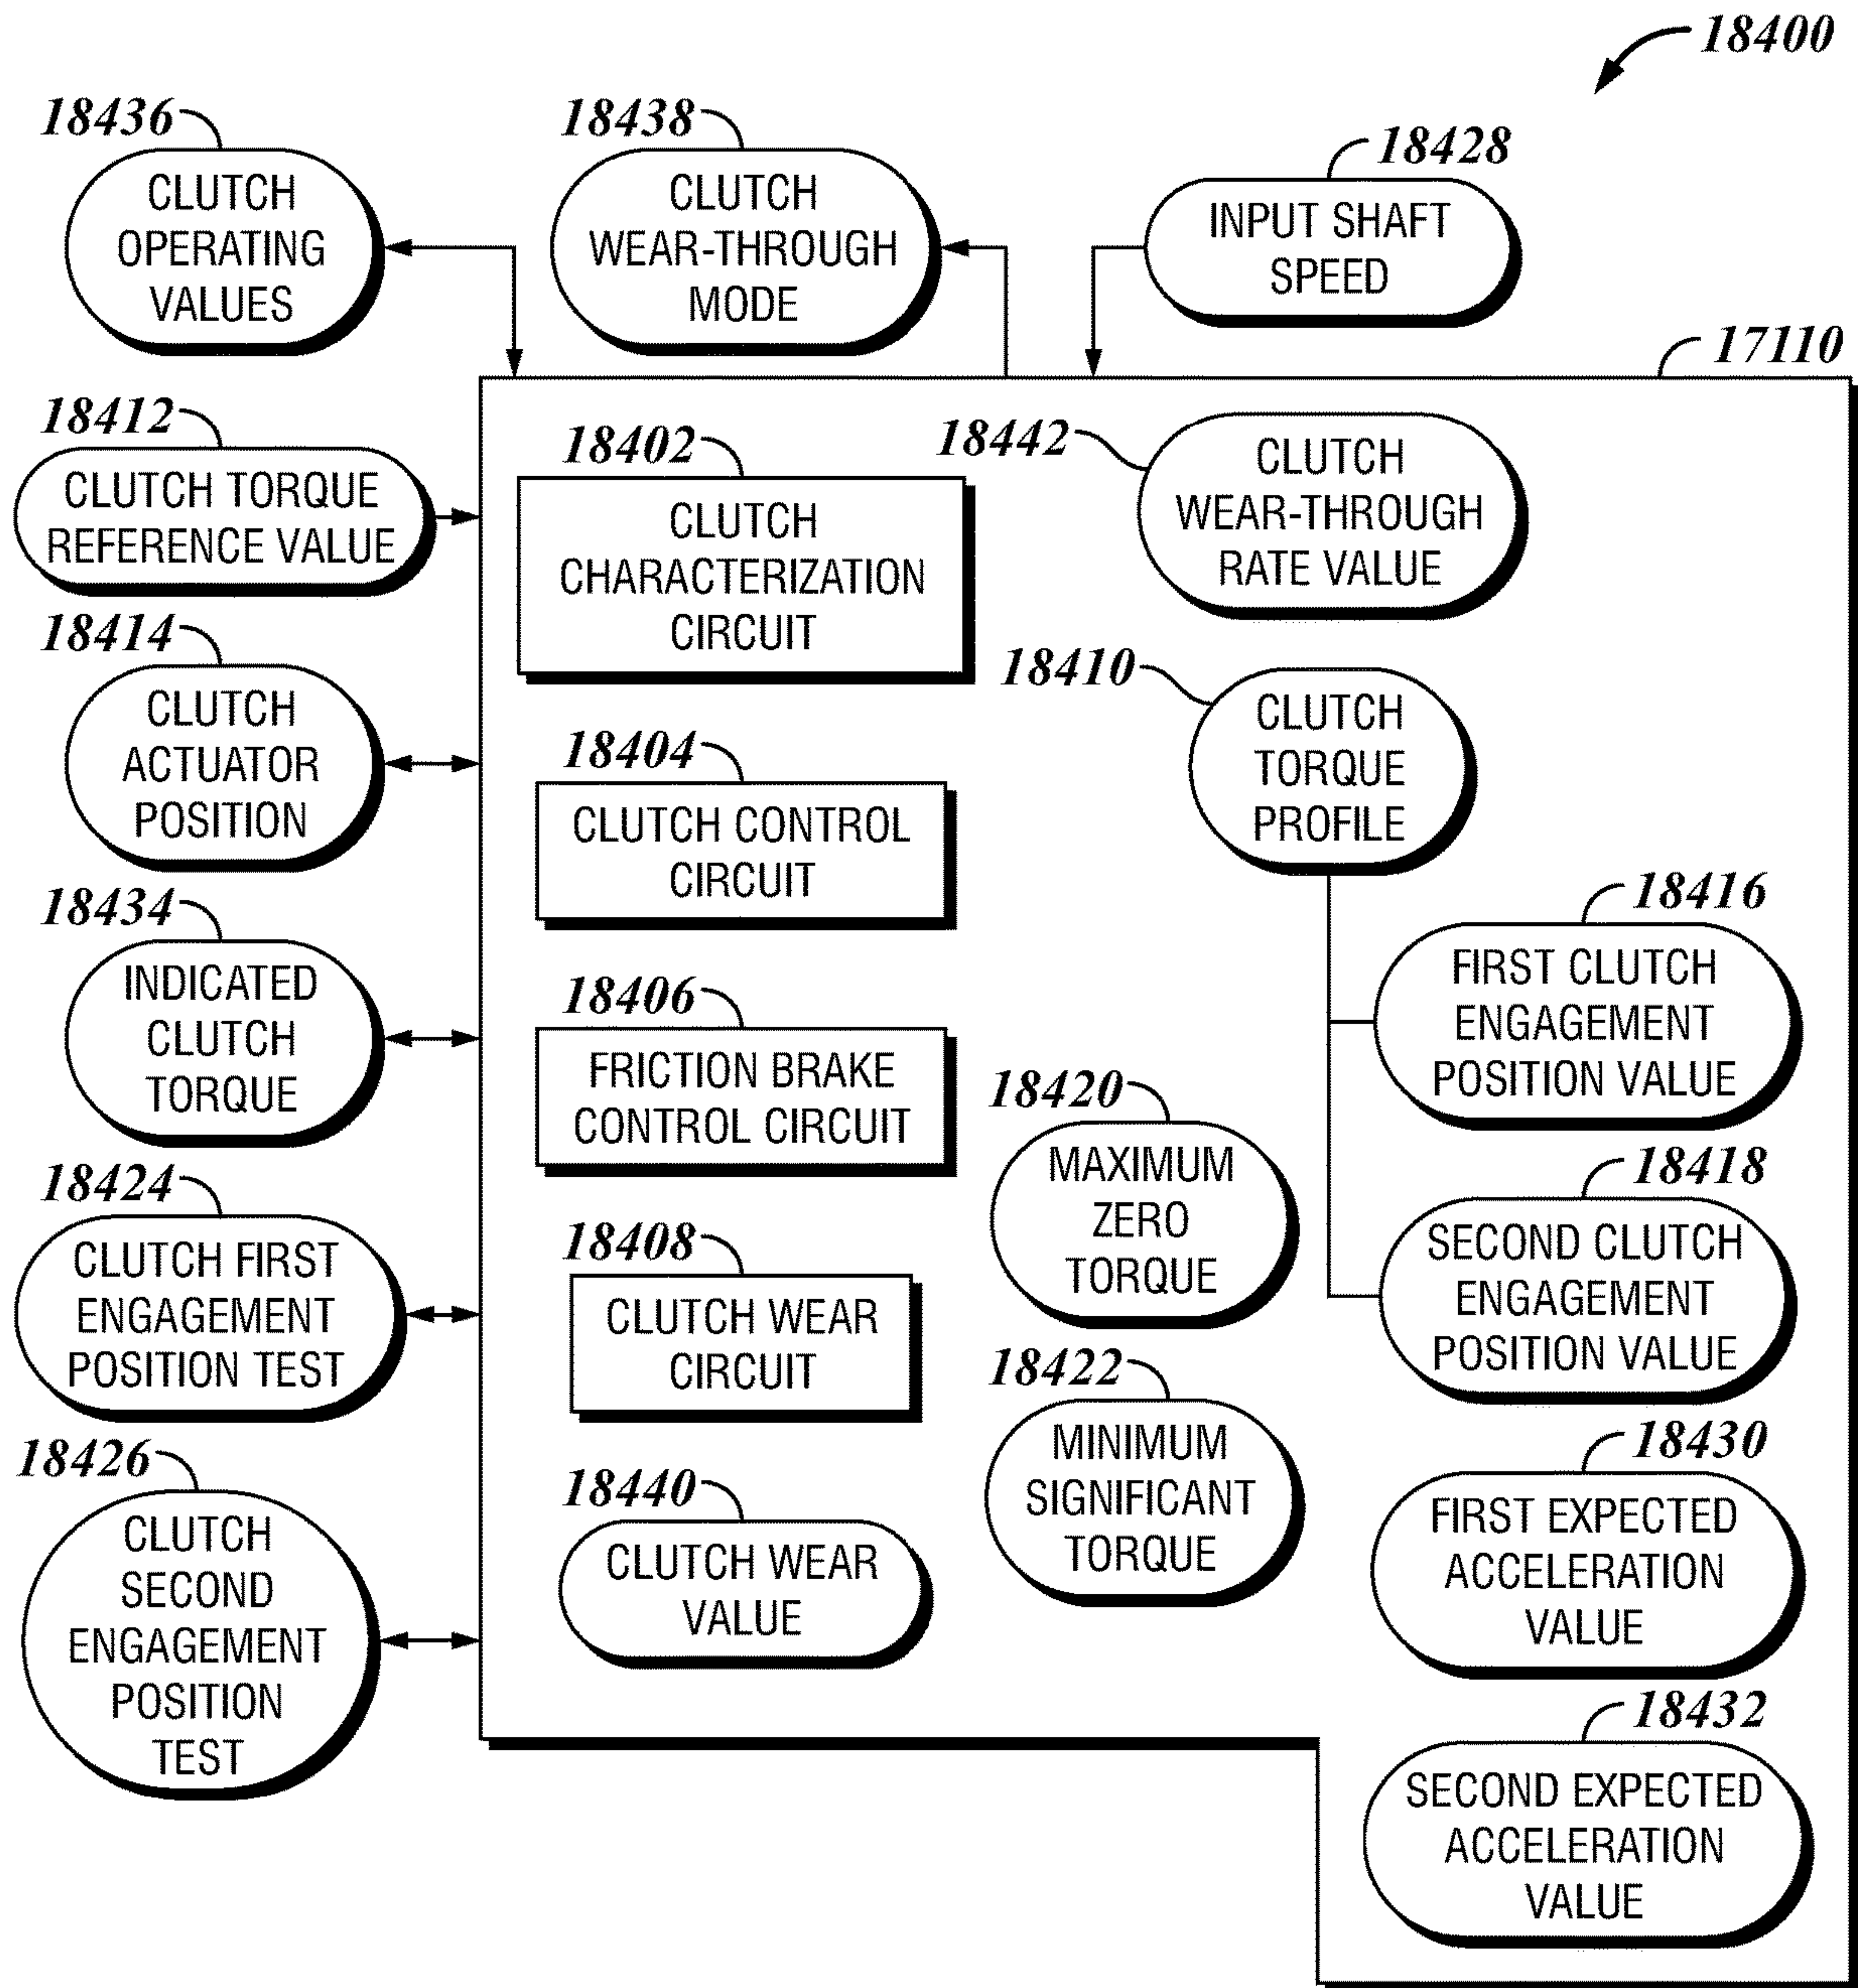 18400
18436
CLUTCH
OPERATING
VALUES
18438
CLUTCH
WEAR-THROUGH
MODE
18428
INPUT SHAFT
SPEED
17110
18412
CLUTCH TORQUE
REFERENCE VALUE
18414
CLUTCH
ACTUATOR
POSITION
18434
INDICATED
CLUTCH
TORQUE
18424
CLUTCH FIRST
ENGAGEMENT
POSITION TEST
18426
CLUTCH
SECOND
ENGAGEMENT
POSITION
TEST
18402
CLUTCH
CHARACTERIZATION
CIRCUIT
18404
CLUTCH CONTROL
CIRCUIT
18406
FRICTION BRAKE
CONTROL CIRCUIT
18408
CLUTCH WEAR
CIRCUIT
18440
CLUTCH WEAR
VALUE
18442
CLUTCH
WEAR-THROUGH
RATE VALUE
18410
CLUTCH
TORQUE
PROFILE
18416
FIRST CLUTCH
ENGAGEMENT
POSITION VALUE
18420
MAXIMUM
ZERO
TORQUE
18418
SECOND CLUTCH
ENGAGEMENT
POSITION VALUE
18422
MINIMUM
SIGNIFICANT
TORQUE
18430
FIRST EXPECTED
ACCELERATION
VALUE
18432
SECOND EXPECTED
ACCELERATION
VALUE